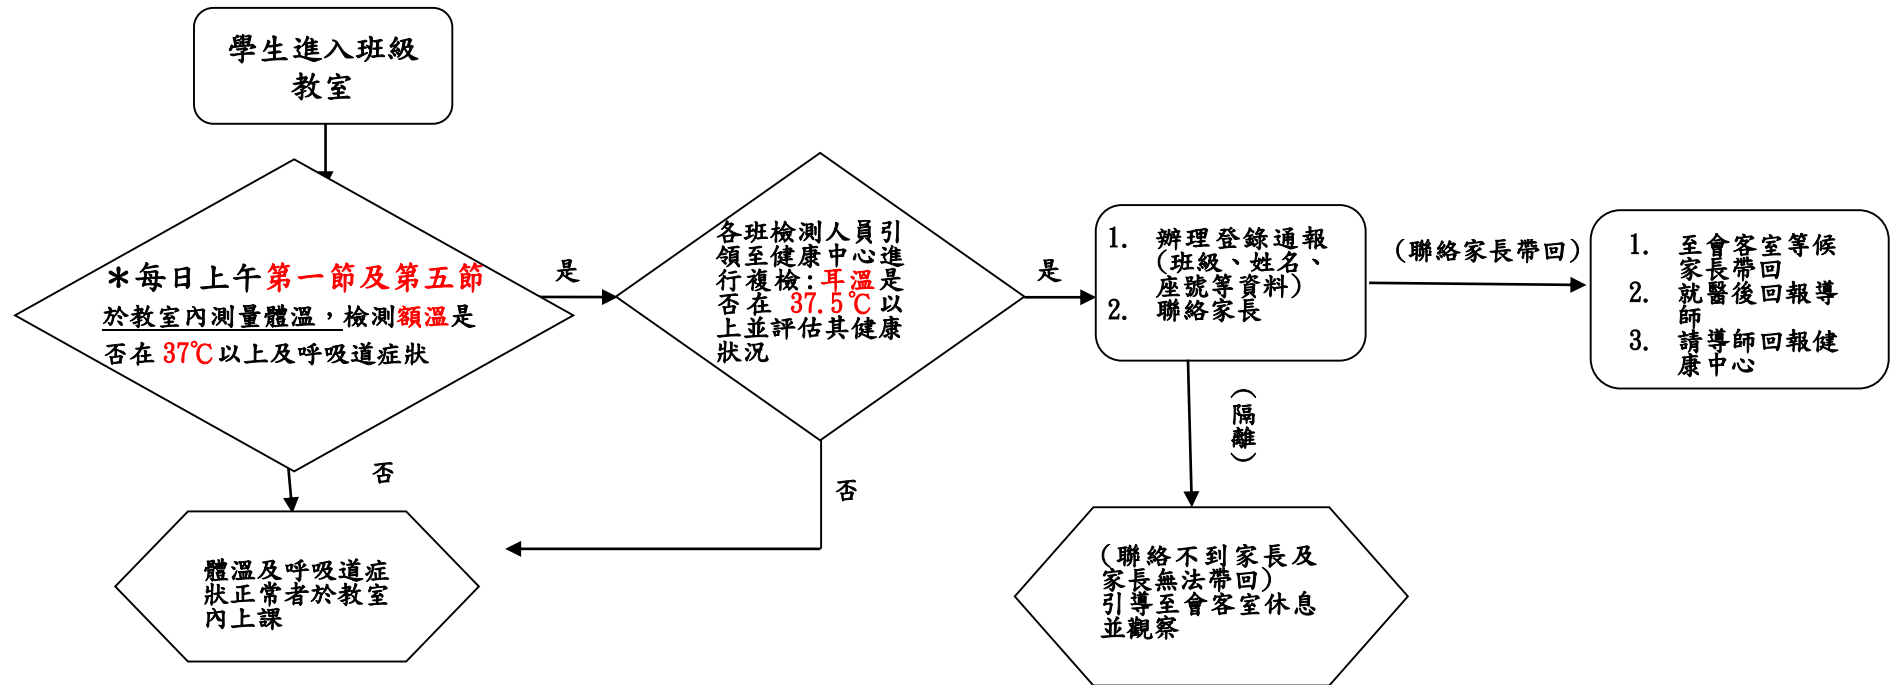 學生進入班級
教室
＊每日上午第一節及第五節
於教室內測量體溫，檢測額溫是
否在 37℃以上及呼吸道症狀
是
各班檢測人員引
領至健康中心進
行複檢:耳溫是
否在 37.5℃以
上並評估其健康
狀況
是
1. 辦理登錄通報
(班級、姓名、
座號等資料)
2. 聯絡家長
(聯絡家長帶回)
1. 至會客室等候
家長帶回
2. 就醫後回報導
師
3. 請導師回報健
康中心
(隔離)
否
否
體溫及呼吸道症
狀正常者於教室
內上課
(聯絡不到家長及
家長無法帶回)
引導至會客室休息
並觀察